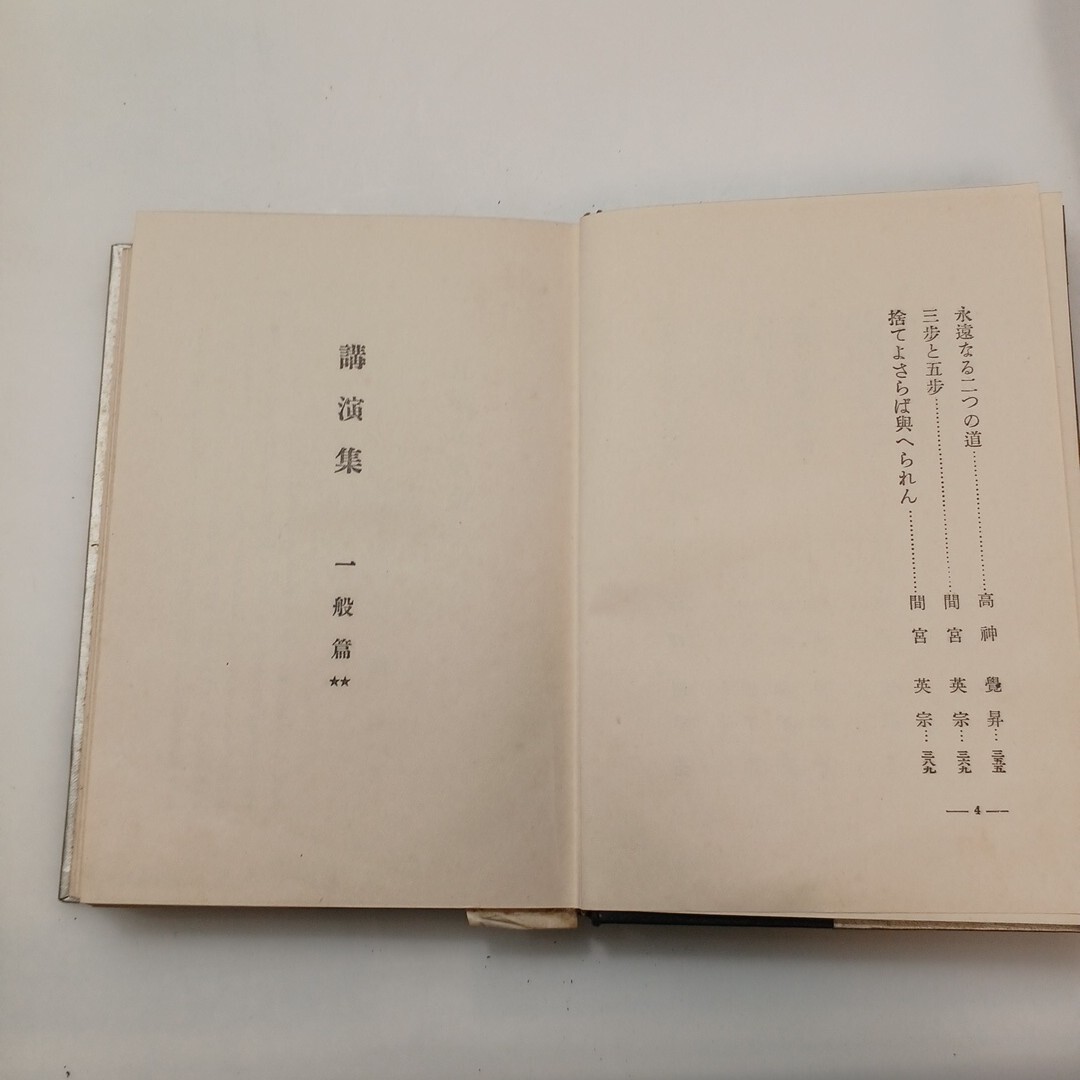 永遠なる二つの道……………高神覺昇…三五五
三步と五步……………間宮英宗…三六九
捨てよさらば與へられん……………間宮英宗…三八九
— 4 —
講演集 一般篇 ★★